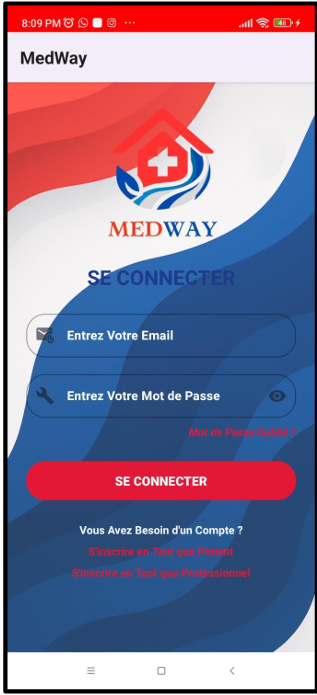 8:09 PM
48
MedWay
MEDWAY
SE CONNECTER
Entrez Votre Email
Entrez Votre Mot de Passe
Mot de Passe Oublié ?
SE CONNECTER
Vous Avez Besoin d'un Compte ?
S'inscrire en Tant que Patient
S'inscrire en Tant que Professionnel